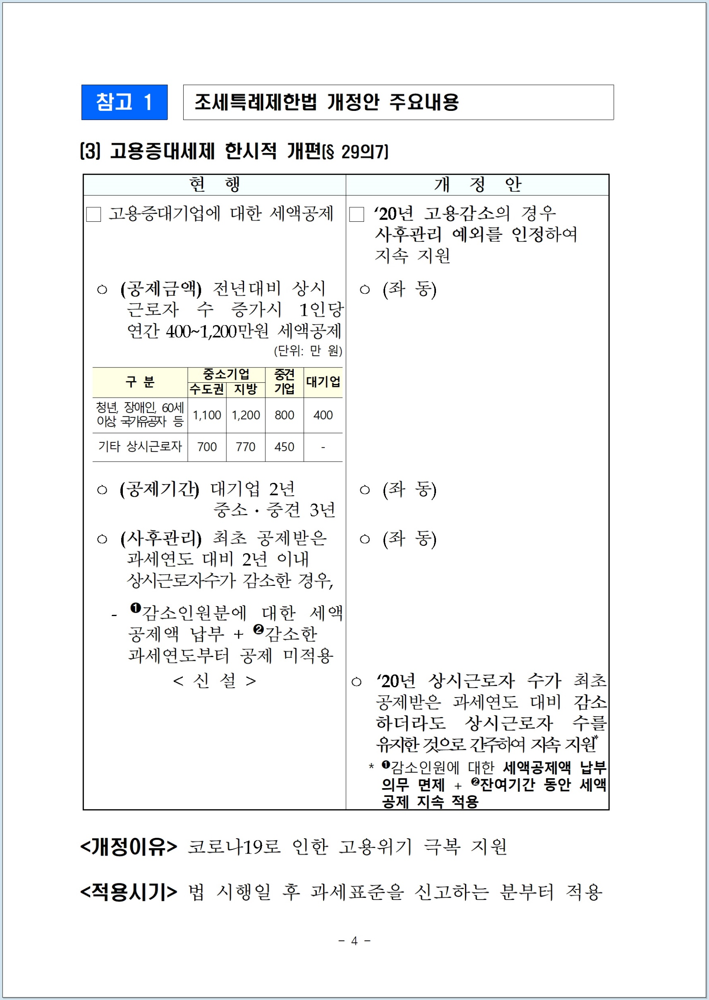 참고 1
조세특례제한법 개정안 주요내용
(3) 고용증대세제 한시적 개편(§ 29의7)
현 행
개 정 안
□ 고용증대기업에 대한 세액공제
□ ‘20년 고용감소의 경우
사후관리 예외를 인정하여
지속 지원
ㅇ (공제금액) 전년대비 상시
근로자 수 증가시 1인당
연간 400~1,200만원 세액공제
ㅇ (좌 동)
(단위: 만 원)
구 분
중소기업
중견
기업
대기업
수도권
지방
청년, 장애인, 60세
이상, 국가유공자 등
1,100
1,200
800
400
기타 상시근로자
700
770
450
-
ㅇ (공제기간) 대기업 2년
중소·중견 3년
ㅇ (좌 동)
ㅇ (사후관리) 최초 공제받은
과세연도 대비 2년 이내
상시근로자수가 감소한 경우,
ㅇ (좌 동)
- ❶감소인원분에 대한 세액
공제액 납부 + ❷감소한
과세연도부터 공제 미적용
< 신 설 >
ㅇ ‘20년 상시근로자 수가 최초
공제받은 과세연도 대비 감소
하더라도 상시근로자 수를
유지한 것으로 간주하여 지속 지원*
* ❶감소인원에 대한 세액공제액 납부
의무 면제 + ❷잔여기간 동안 세액
공제 지속 적용
<개정이유> 코로나19로 인한 고용위기 극복 지원
<적용시기> 법 시행일 후 과세표준을 신고하는 분부터 적용
- 4 -